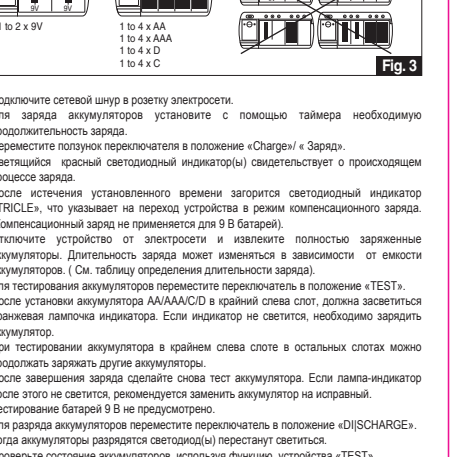 9V 9V
1 to 2 x 9V
1 to 4 x AA
1 to 4 x AAA
1 to 4 x D
1 to 4 x C
Fig. 3
одключите сетевой шнур в розетку электросети.
ля заряда аккумуляторов установите с помощью таймера необходимую
родолжительность заряда.
ереместите ползунок переключателя в положение «Charge»/ « Заряд».
ветящийся красный светодиодный индикатор(ы) свидетельствует о происходящем
роцессе заряда.
осле истечения установленного времени загорится светодиодный индикатор
TRICLE», что указывает на переход устройства в режим компенсационного заряда.
Компенсационный заряд не применяется для 9 В батарей).
тключите устройство от электросети и извлеките полностью заряженные
ккумуляторы. Длительность заряда может изменяться в зависимости от емкости
ккумуляторов. ( См. таблицу определения длительности заряда).
ля тестирования аккумуляторов переместите переключатель в положение «TEST».
осле установки аккумулятора AA/AAA/C/D в крайний слева слот, должна засветиться
ранжевая лампочка индикатора. Если индикатор не светится, необходимо зарядить
ккумулятор.
ри тестировании аккумулятора в крайнем слева слоте в остальных слотах можно
родолжать заряжать другие аккумуляторы.
осле завершения заряда сделайте снова тест аккумулятора. Если лампа-индикатор
осле этого не светится, рекомендуется заменить аккумулятор на исправный.
естирование батарей 9 В не предусмотрено.
ля разряда аккумуляторов переместите переключатель в положение «DI|SCHARGE».
огда аккумуляторы разрядятся светодиод(ы) перестанут светиться.
роверьте состояние аккумуляторов, используя функцию устройства «TEST».